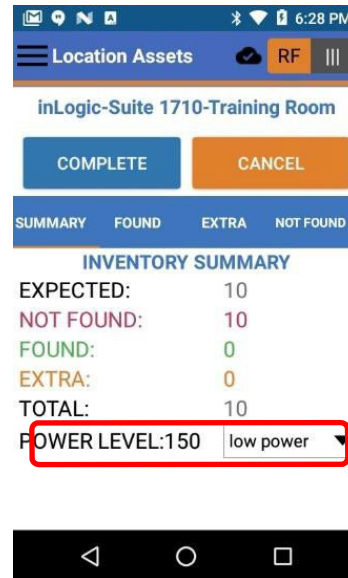 6:28 PM
Location Assets RF
inLogic-Suite 1710-Training Room
COMPLETE CANCEL
SUMMARY FOUND EXTRA NOT FOUND
INVENTORY SUMMARY
EXPECTED: 10
NOT FOUND: 10
FOUND: 0
EXTRA: 0
TOTAL: 10
POWER LEVEL:150 low power